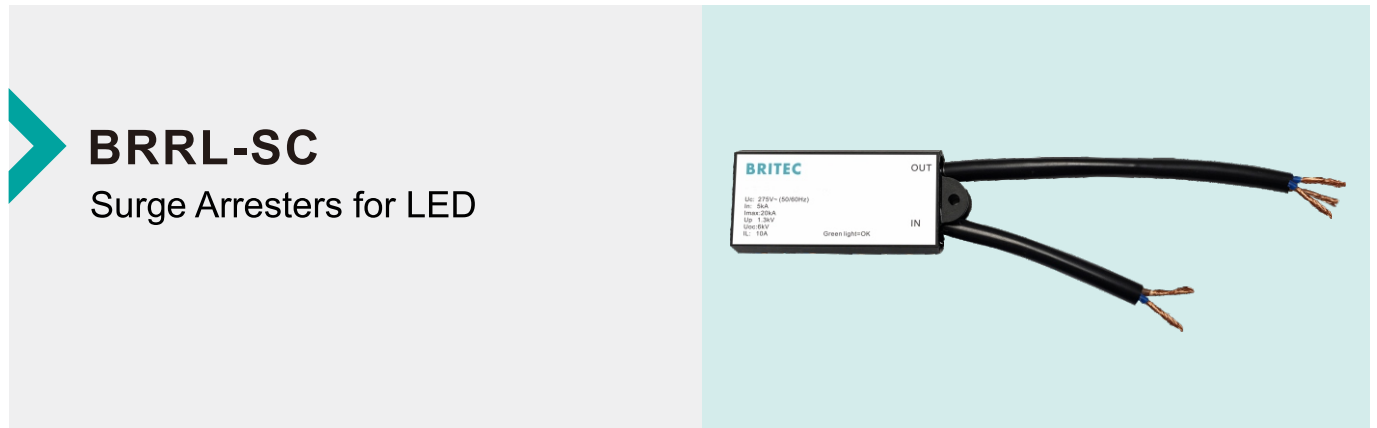 BRRL-SC
Surge Arresters for LED
BRITEC
OUT
Uc: 275V~ (50/60Hz)
In: 5kA
Imax:20kA
Up 1.3kV
Uoc:6kV
IL: 10A
Green light=OK
IN